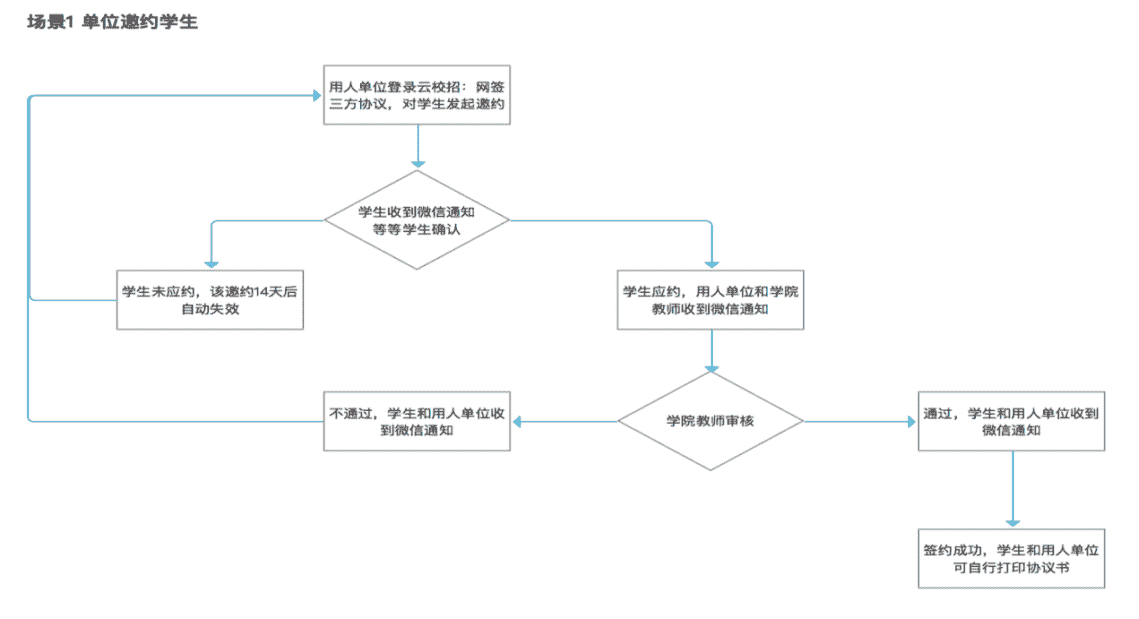 场景1 单位邀约学生
用人单位登录云校招：网签
三方协议，对学生发起邀约
学生收到微信通知
等等学生确认
学生未应约，该邀约14天后
自动失效
学生应约，用人单位和学院
教师收到微信通知
不通过，学生和用人单位收
到微信通知
学院教师审核
通过，学生和用人单位收到
微信通知
签约成功，学生和用人单位
可自行打印协议书